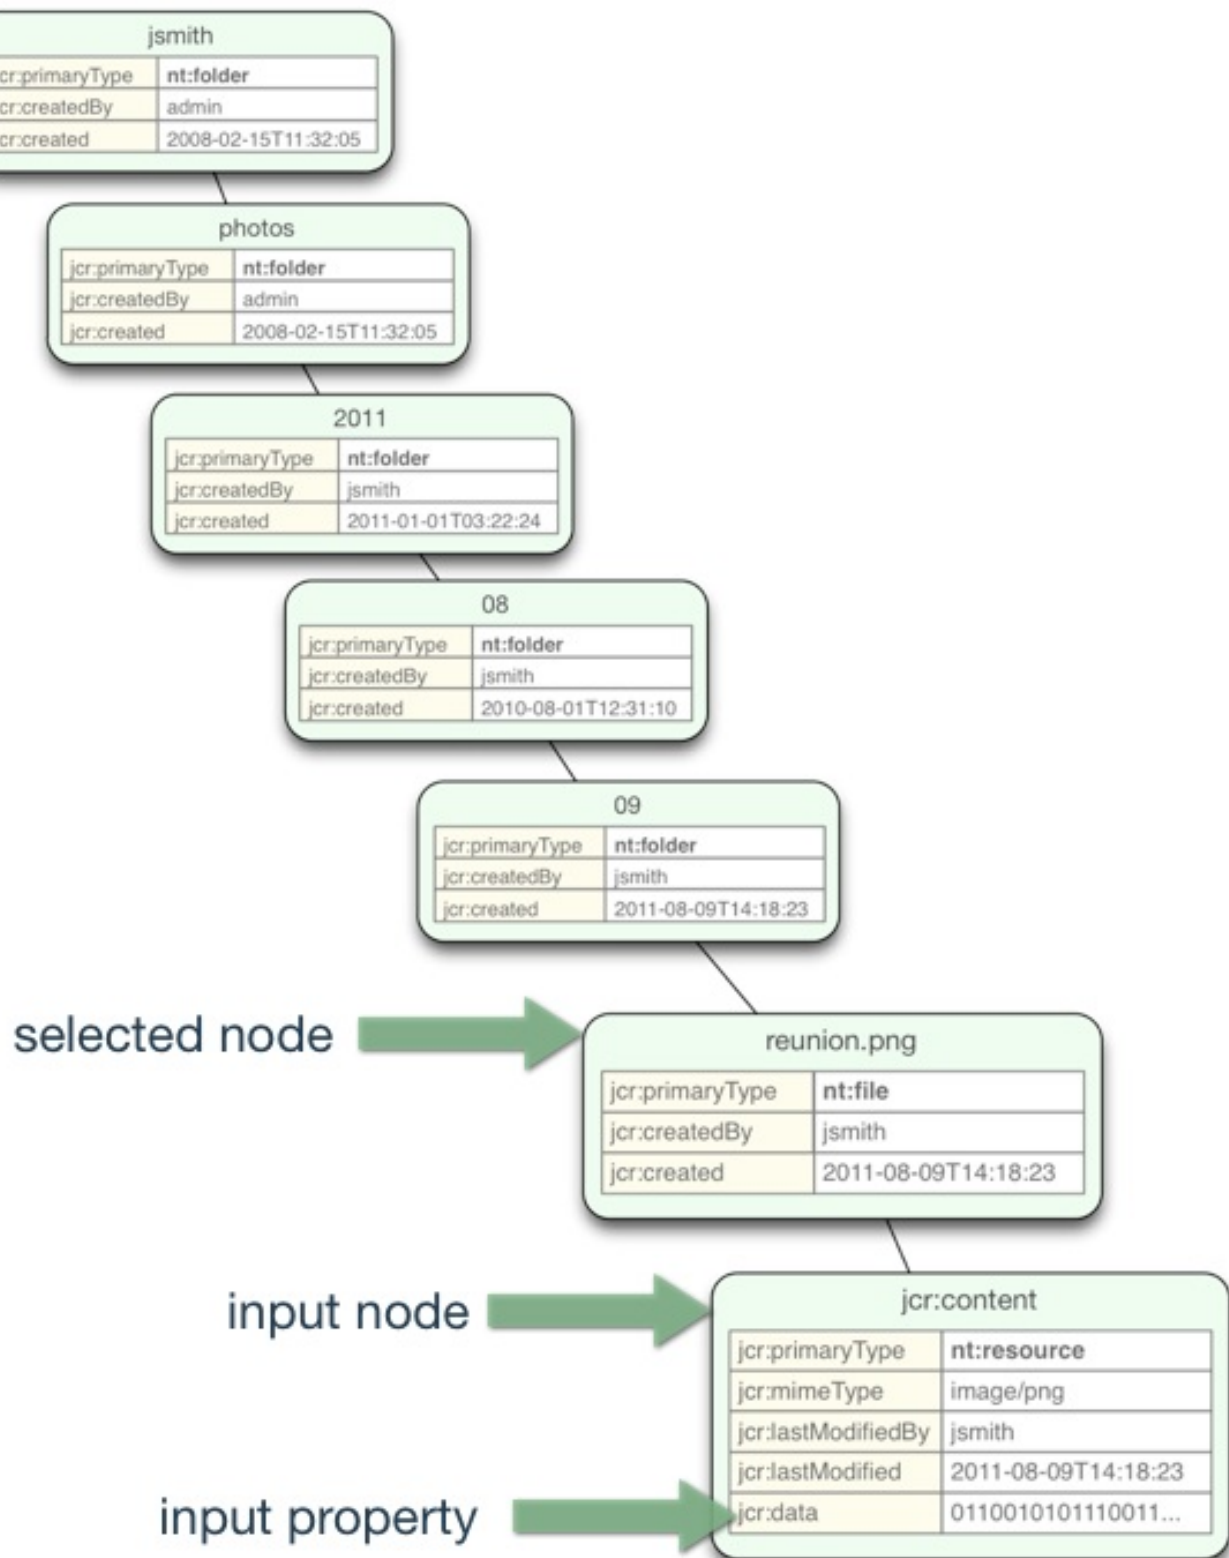 jsmith
cr:primaryType nt:folder
cr:createdBy admin
cr:created 2008-02-15T11:32:05
photos
jcr:primaryType nt:folder
jcr:createdBy admin
jcr:created 2008-02-15T11:32:05
2011
jcr:primaryType nt:folder
jcr:createdBy jsmith
jcr:created 2011-01-01T03:22:24
08
jcr:primaryType nt:folder
jcr:createdBy jsmith
jcr:created 2010-08-01T12:31:10
09
jcr:primaryType nt:folder
jcr:createdBy jsmith
jcr:created 2011-08-09T14:18:23
selected node
reunion.png
jcr:primaryType nt:file
jcr:createdBy jsmith
jcr:created 2011-08-09T14:18:23
input node
jcr:content
jcr:primaryType nt:resource
jcr:mimeType image/png
jcr:lastModifiedBy jsmith
jcr:lastModified 2011-08-09T14:18:23
input property
jcr:data 0110010101110011...